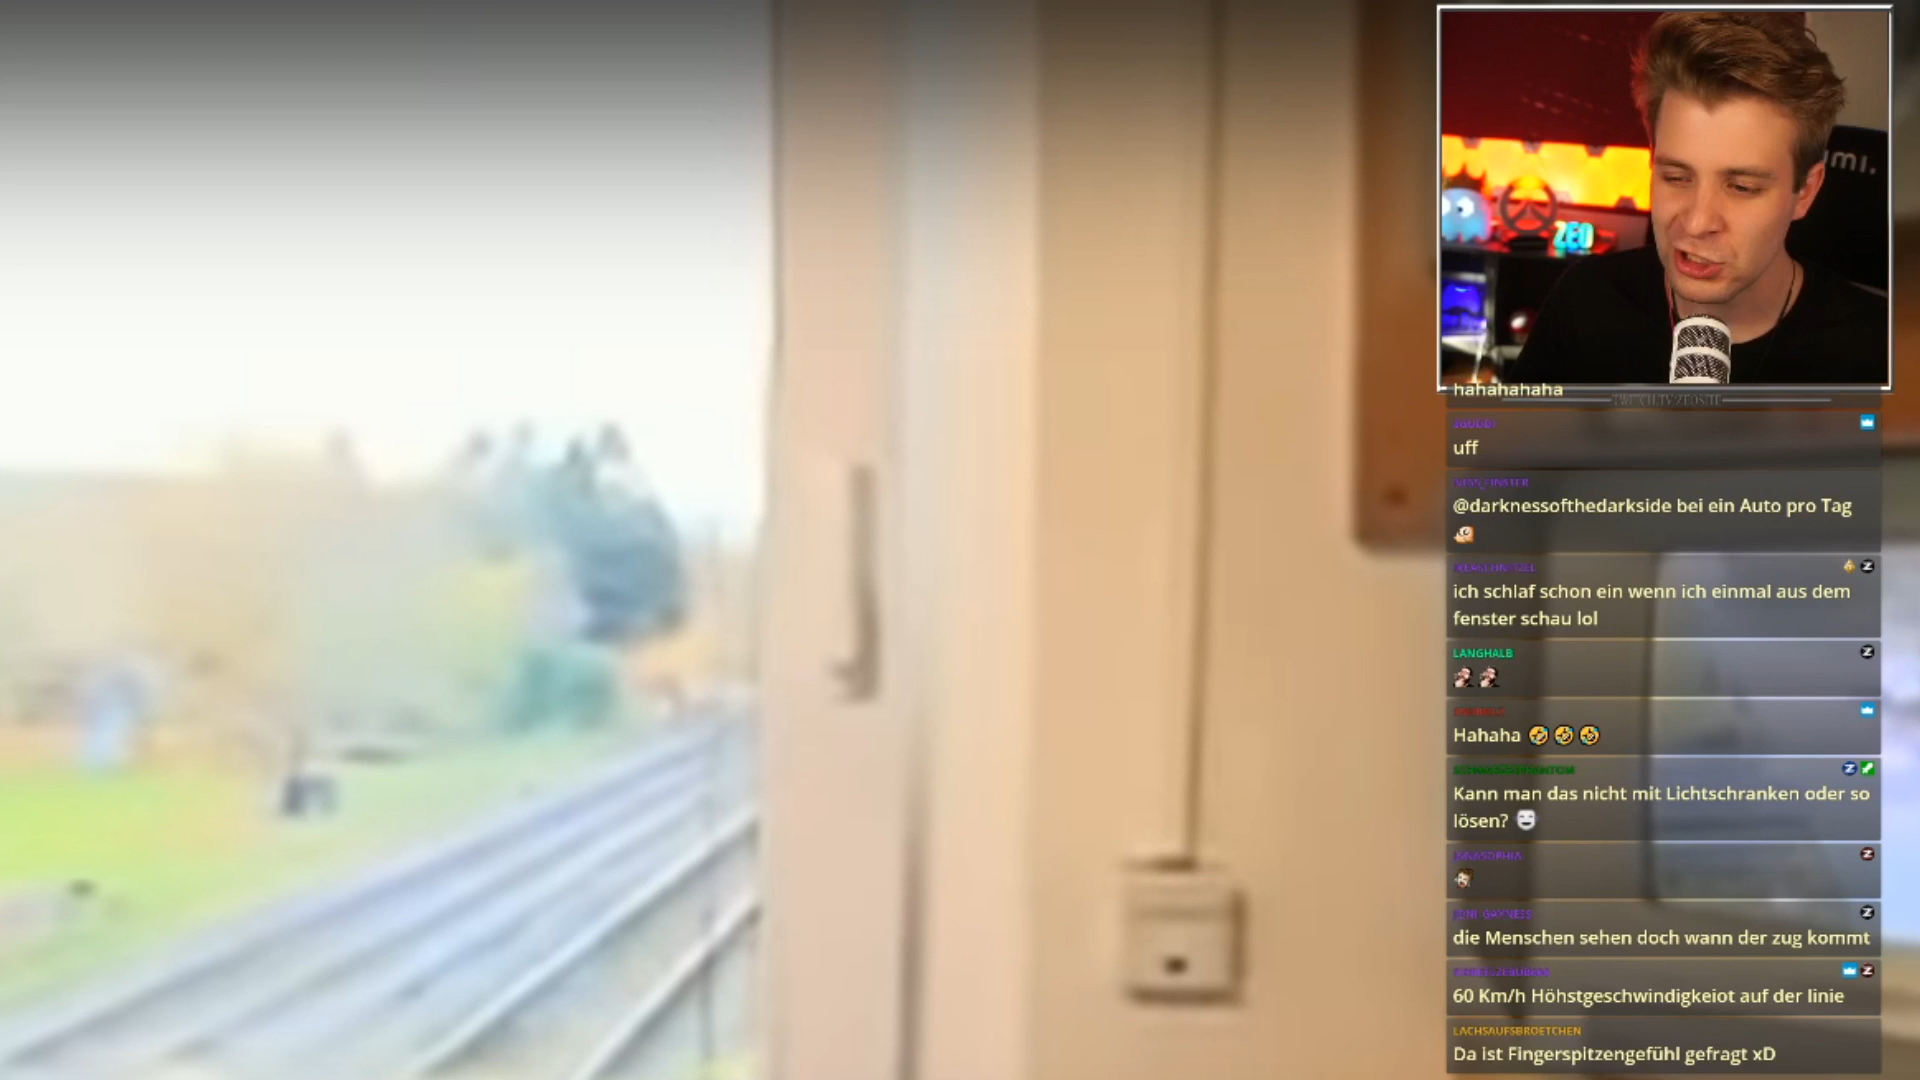 umi.
ZEO
hahahahaha
uff
@darknessofthedarkside bei ein Auto pro Tag
ich schlaf schon ein wenn ich einmal aus dem
fenster schau lol
LANGHALB
Hahaha
Kann man das nicht mit Lichtschranken oder so
lösen?
die Menschen sehen doch wann der zug kommt
60 Km/h Höhstgeschwindigkeiot auf der linie
LACHSAUFSBROETCHEN
Da ist Fingerspitzengefühl gefragt xD